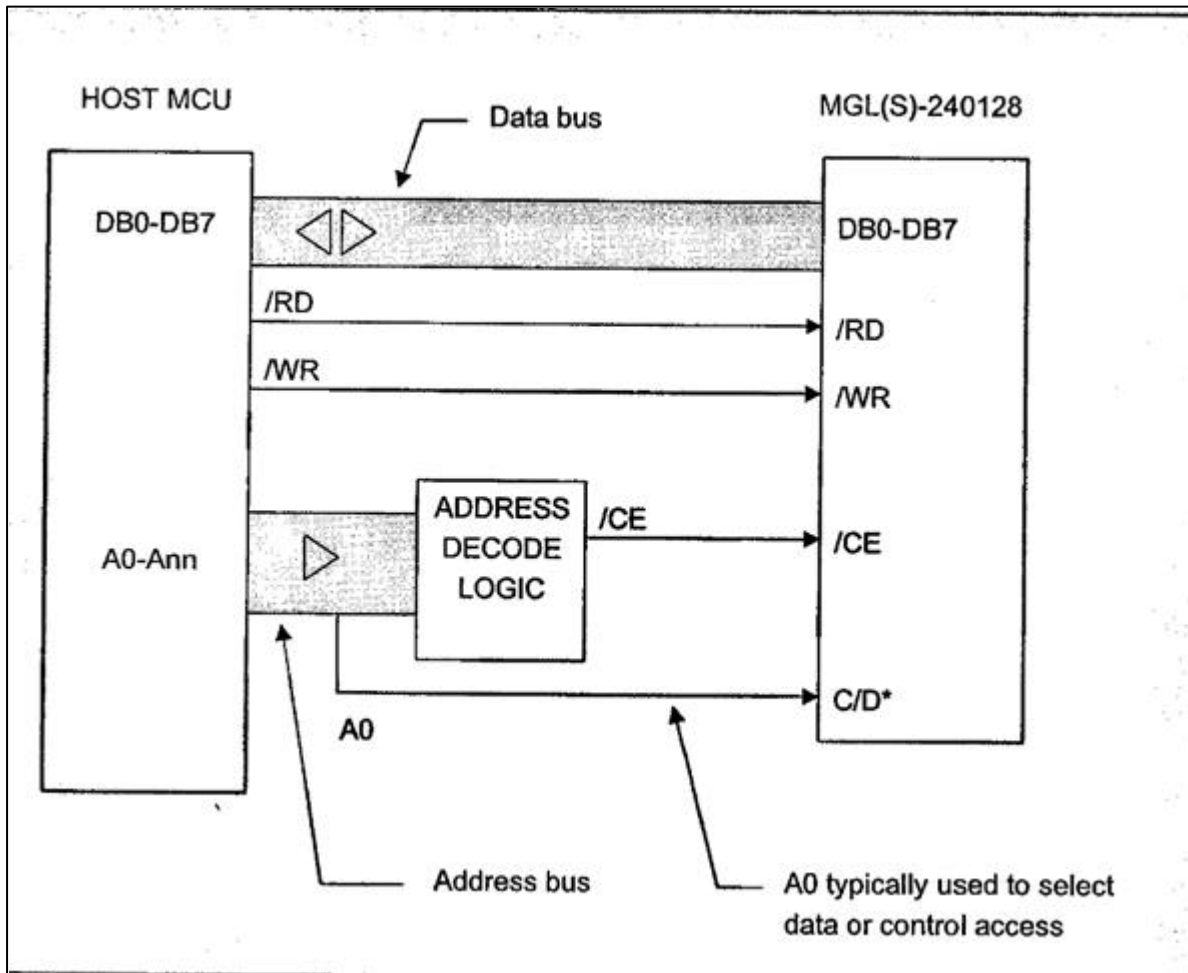 HOST MCU
MGL(S)-240128
Data bus
DB0-DB7
DB0-DB7
/RD
/RD
/WR
/WR
ADDRESS
DECODE
LOGIC
/CE
/CE
A0-Ann
C/D*
A0
Address bus
A0 typically used to select
data or control access